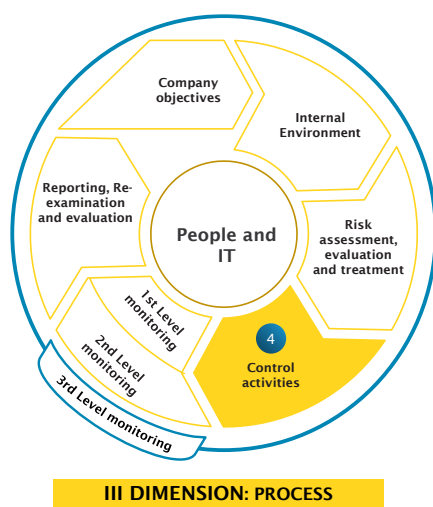 Company
objectives
Internal
Environment
Reporting, Re-
examination
and evaluation
People and
IT
Risk
assessment,
evaluation
and treatment
1st Level
monitoring
2nd Level
monitoring
3rd Level monitoring
4
Control
activities
III DIMENSION: PROCESS